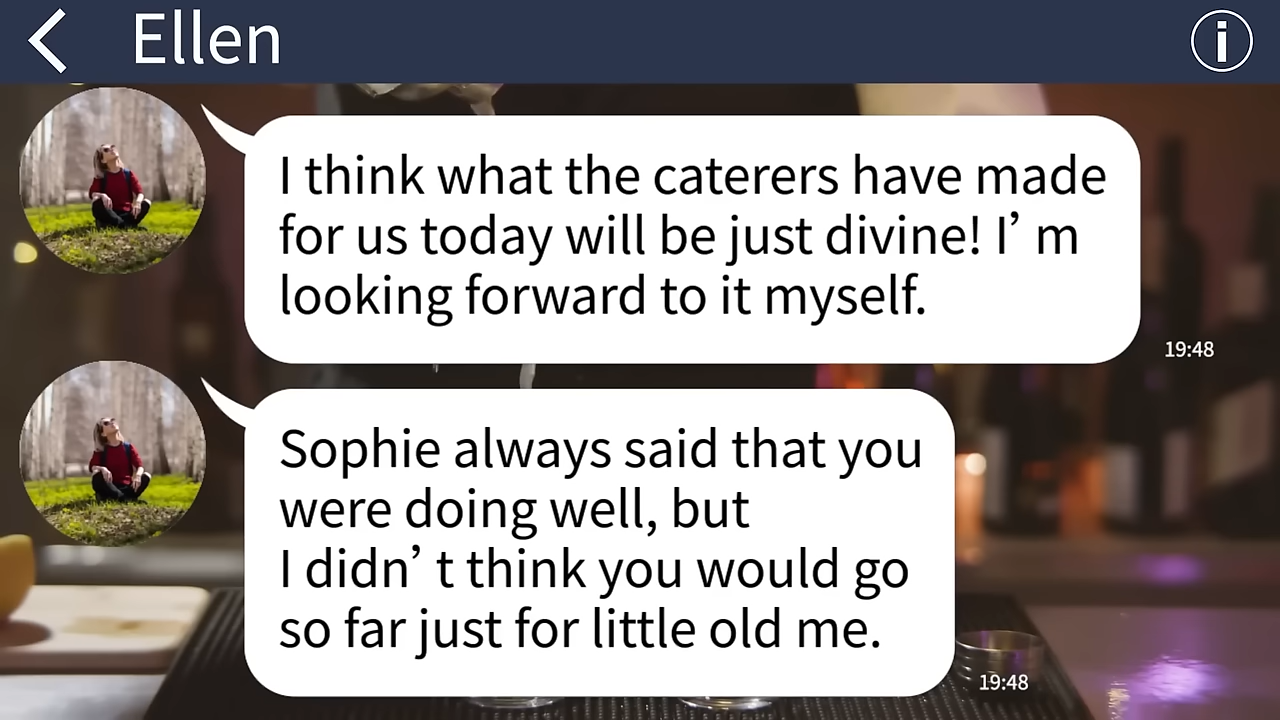 Ellen
I think what the caterers have made
for us today will be just divine! I’ m
looking forward to it myself.
19:48
Sophie always said that you
were doing well, but
I didn’ t think you would go
so far just for little old me.
19:48